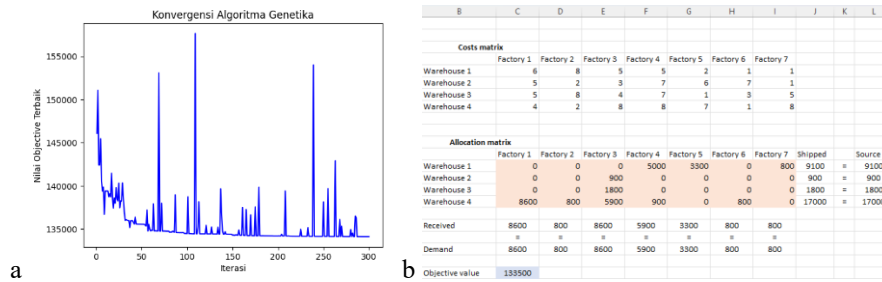 Konvergensi Algoritma Genetika
155000
150000
145000
140000
135000
Nilai Objective Terbaik
0 50 100 150 200 250 300
Iterasi
a
B C D E F G H I J K L
Costs matrix
Factory 1 Factory 2 Factory 3 Factory 4 Factory 5 Factory 6 Factory 7
Warehouse 1 6 8 5 5 2 1 1
Warehouse 2 5 2 3 7 6 7 1
Warehouse 3 5 8 4 7 1 3 5
Warehouse 4 4 2 8 8 7 1 8
Allocation matrix
Factory 1 Factory 2 Factory 3 Factory 4 Factory 5 Factory 6 Factory 7 Shipped Source
Warehouse 1 0 0 0 5000 3300 0 800 9100 = 9100
Warehouse 2 0 0 900 0 0 0 0 900 = 900
Warehouse 3 0 0 1800 0 0 0 0 1800 = 1800
Warehouse 4 8600 800 5900 900 0 800 0 17000 = 17000
Received 8600 800 8600 5900 3300 800 800
= = = = = = =
Demand 8600 800 8600 5900 3300 800 800
Objective value 133500
b